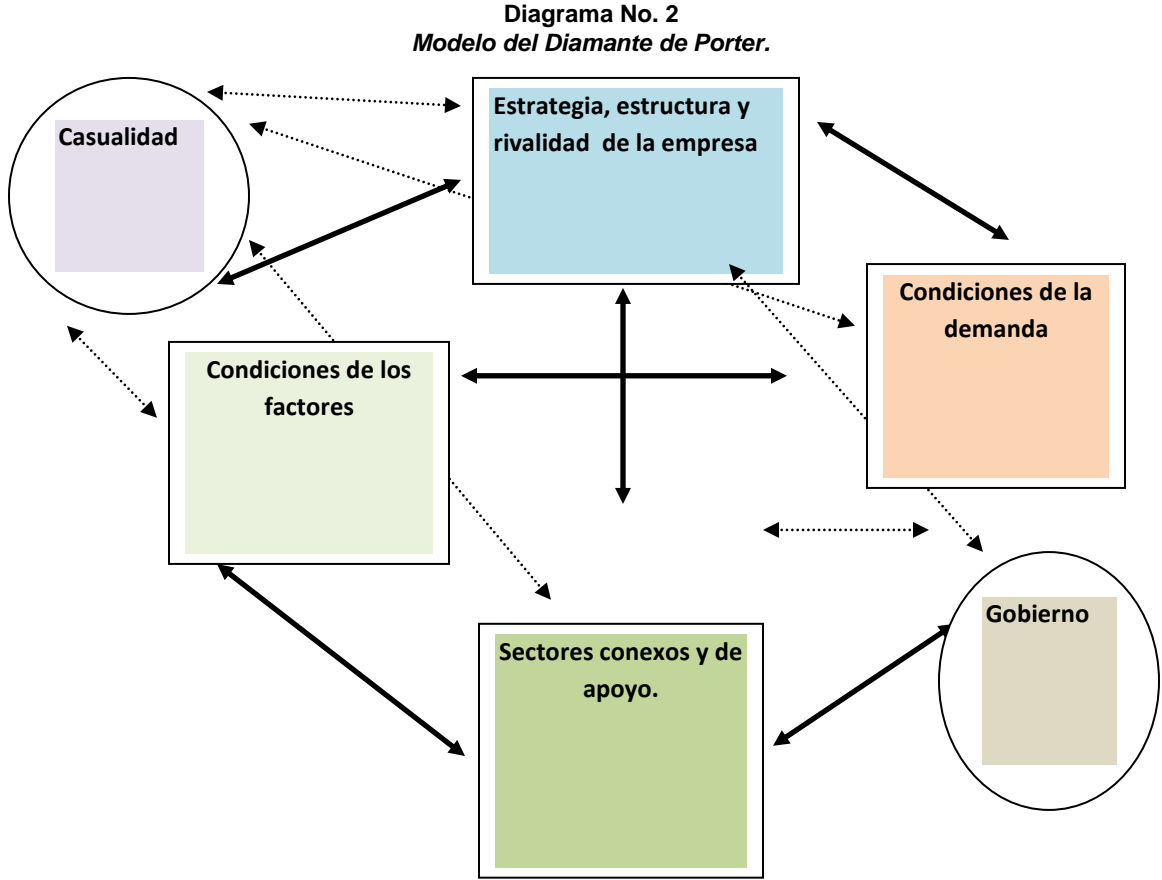 Diagrama No. 2
Modelo del Diamante de Porter.
Casualidad
Estrategia, estructura y
rivalidad de la empresa
Condiciones de la
demanda
Condiciones de los
factores
Gobierno
Sectores conexos y de
apoyo.